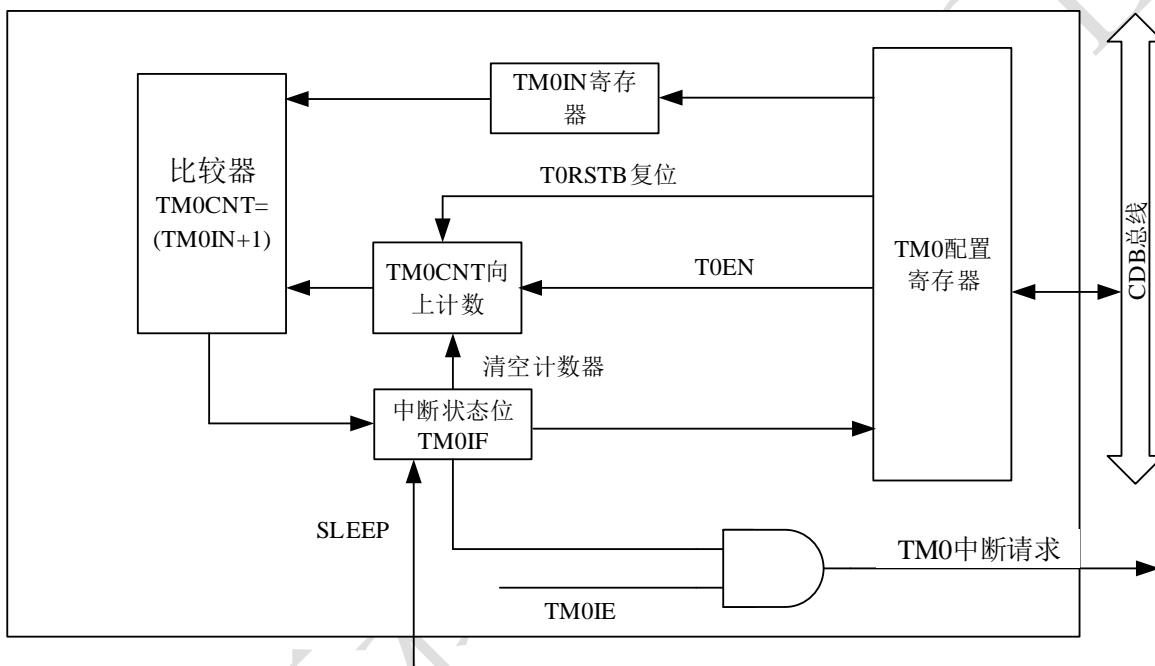 TM0IN寄存
器
比较器
TM0CNT=
(TM0IN+1)
T0RSTB复位
TM0CNT向
上计数
T0EN
TM0配置
寄存器
CDB总线
清空计数器
中断状态位
TM0IF
SLEEP
TM0中断请求
TM0IE